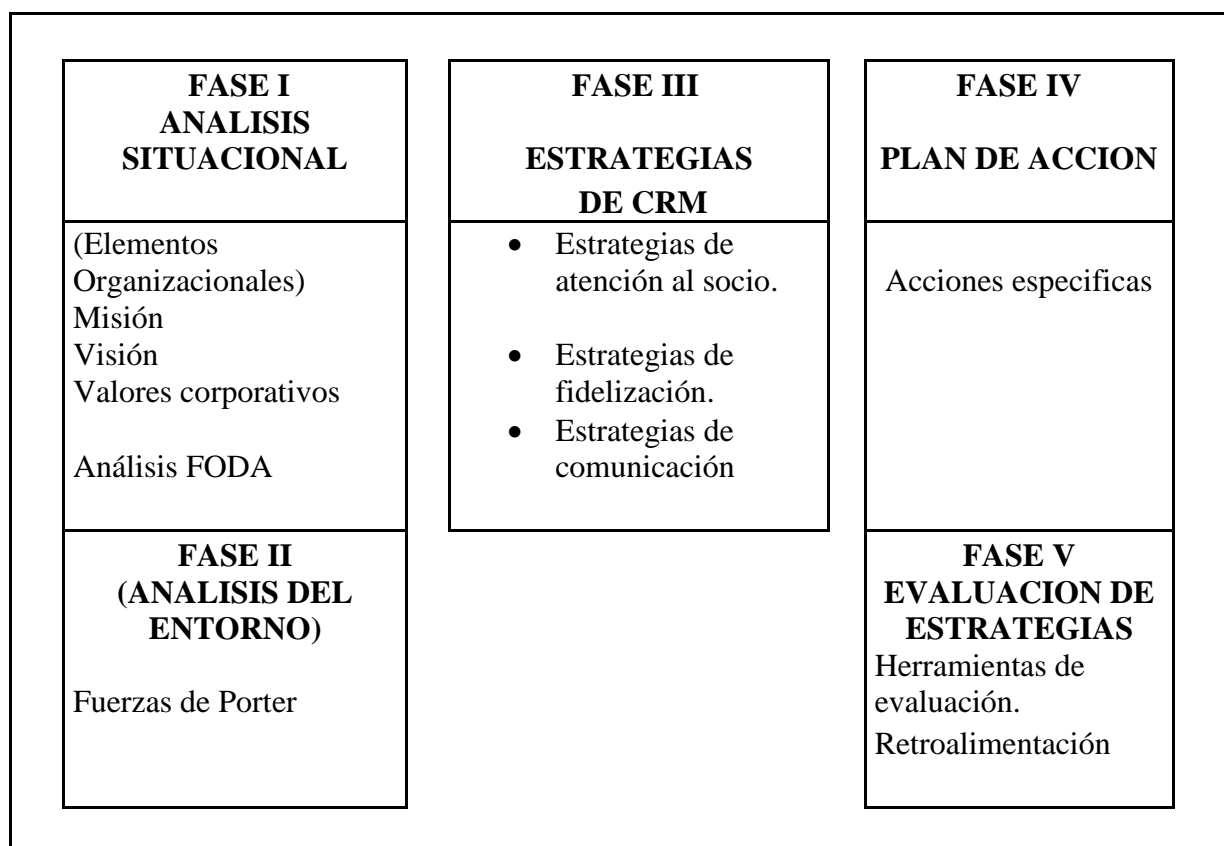 FASE I
ANALISIS
SITUACIONAL
(Elementos
Organizacionales)
Misión
Visión
Valores corporativos
Análisis FODA
FASE II
(ANALISIS DEL
ENTORNO)
Fuerzas de Porter
FASE III
ESTRATEGIAS
DE CRM
• Estrategias de
atención al socio.
• Estrategias de
fidelización.
• Estrategias de
comunicación
FASE IV
PLAN DE ACCION
Acciones especificas
FASE V
EVALUACION DE
ESTRATEGIAS
Herramientas de
evaluación.
Retroalimentación